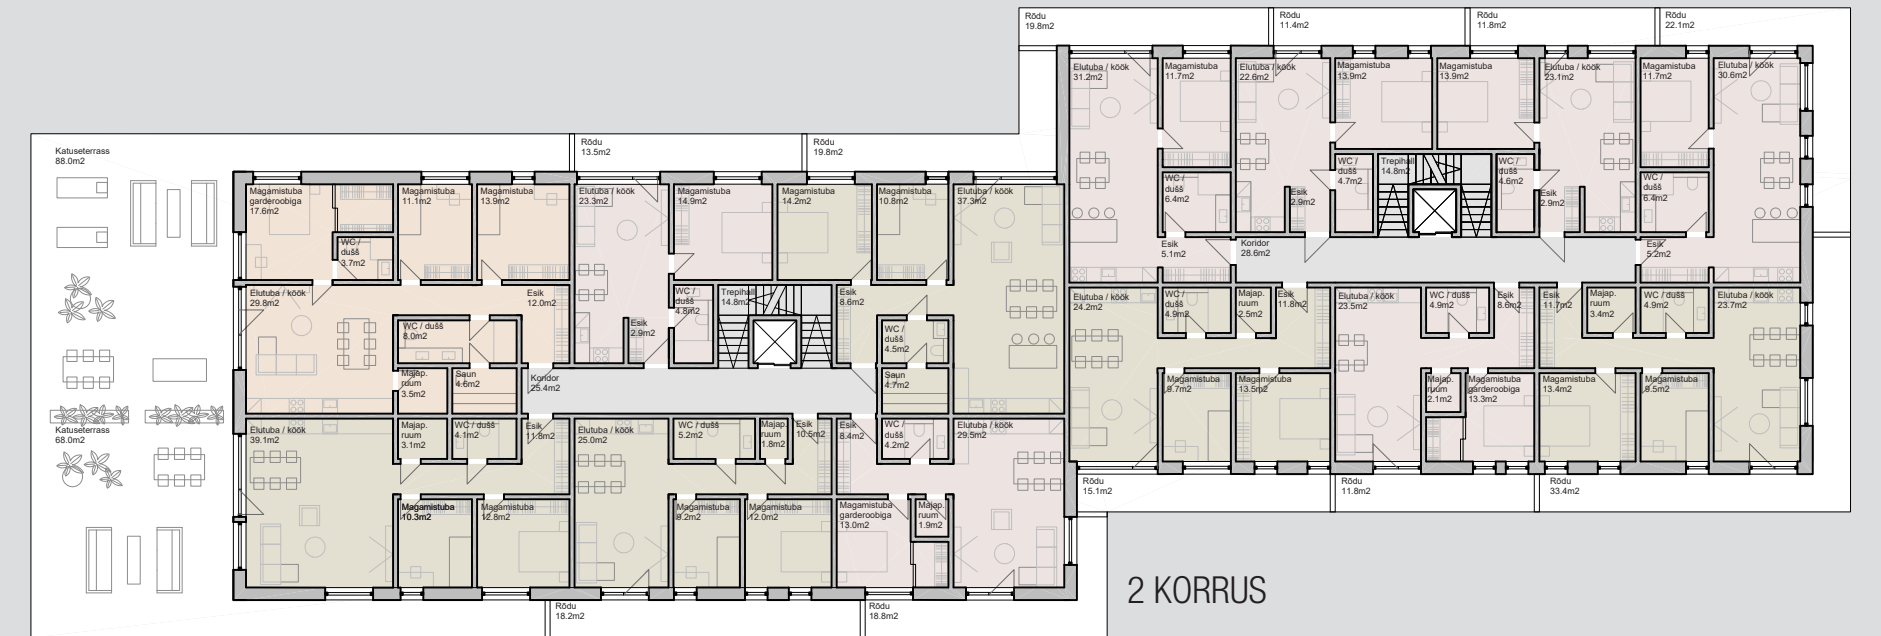 Rõdu
19.8m2
Rõdu
11.4m2
Rõdu
11.8m2
Rõdu
22.1m2
Elutuba / köök
31.2m2
Magamistuba
11.7m2
Elutuba / köök
22.6m2
Magamistuba
13.9m2
Magamistuba
13.9m2
Elutuba / köök
23.1m2
Magamistuba
11.7m2
Elutuba / köök
30.6m2
WC /
dušš
6.4m2
Esik
2.9m2
WC /
dušš
4.7m2
Trepihall
14.8m2
WC /
dušš
4.6m2
Esik
2.9m2
WC /
dušš
6.4m2
Esik
5.1m2
Koridor
28.6m2
Esik
5.2m2
Elutuba / köök
24.2m2
WC /
dušš
4.9m2
Majap.
ruum
2.5m2
Esik
11.8m2
Elutuba / köök
23.5m2
WC / dušš
4.9m2
Esik
8.6m2
Esik
11.7m2
Majap.
ruum
3.4m2
WC / dušš
4.9m2
Elutuba / köök
23.7m2
Magamistuba
9.7m2
Magamistuba
13.5m2
Majap.
ruum
2.1m2
Magamistuba
garderoobiga
13.3m2
Magamistuba
13.4m2
Magamistuba
9.5m2
Rõdu
15.1m2
Rõdu
11.8m2
Rõdu
33.4m2
Katuseterrass
88.0m2
Rõdu
13.5m2
Rõdu
19.8m2
Magamistuba
garderoobiga
17.6m2
WC /
dušš
3.7m2
Magamistuba
11.1m2
Magamistuba
13.9m2
Elutuba / köök
23.3m2
Magamistuba
14.9m2
Magamistuba
14.2m2
Magamistuba
10.8m2
Elutuba / köök
37.3m2
Elutuba / köök
29.8m2
Esik
12.0m2
WC / dušš
8.0m2
Esik
2.9m2
WC /
dušš
4.8m2
Trepihall
14.8m2
Esik
8.6m2
WC /
dušš
4.5m2
Majap.
ruum
3.5m2
Saun
4.6m2
Koridor
25.4m2
Saun
4.7m2
Katuseterrass
68.0m2
Elutuba / köök
39.1m2
Majap.
ruum
3.1m2
WC / dušš
4.1m2
Esik
11.8m2
Elutuba / köök
25.0m2
WC / dušš
5.2m2
Majap.
ruum
1.8m2
Esik
10.5m2
Esik
8.4m2
WC /
dušš
4.2m2
Elutuba / köök
29.5m2
Magamistuba
10.3m2
Magamistuba
12.8m2
Magamistuba
9.2m2
Magamistuba
12.0m2
Magamistuba
garderoobiga
13.0m2
Majap.
ruum
1.9m2
Rõdu
18.2m2
Rõdu
18.8m2
2 KORRUS